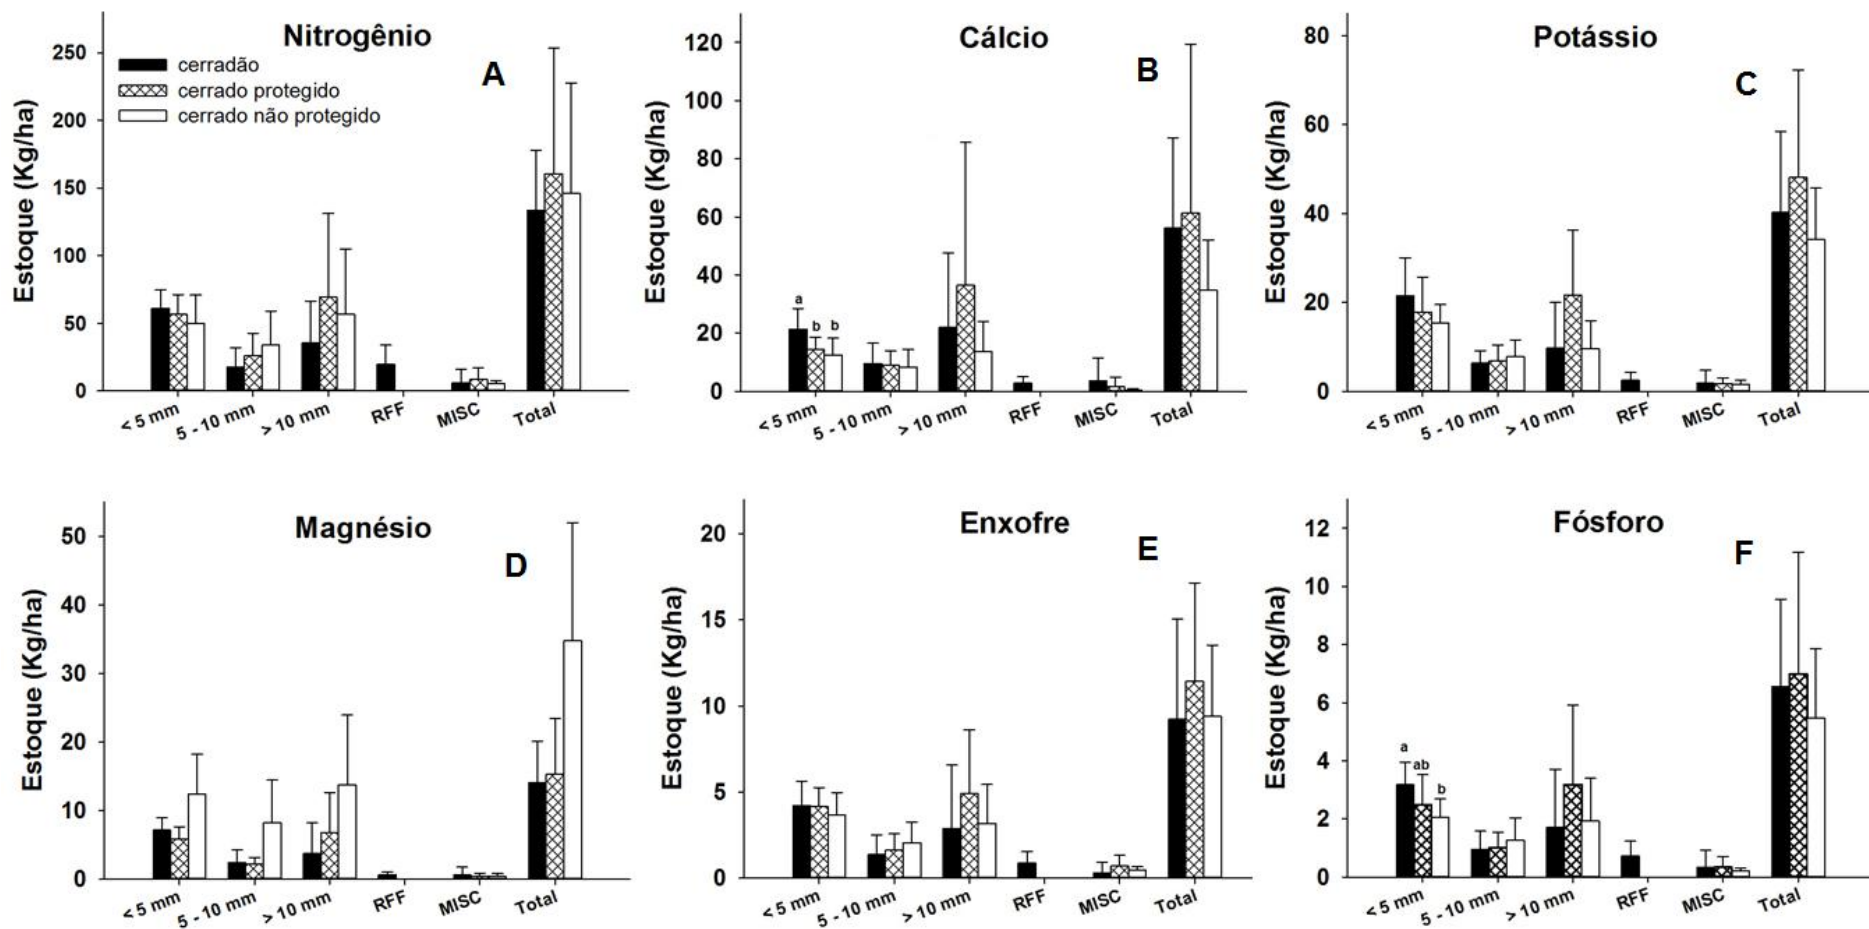 Nitrogênio
A
cerradão
cerrado protegido
cerrado não protegido
Estoque (Kg/ha)
250
200
150
100
50
0
< 5 mm
5 - 10 mm
> 10 mm
RFF
MISC
Total
Cálcio
B
Estoque (Kg/ha)
120
100
80
60
40
20
0
a
b
b
< 5 mm
5 - 10 mm
> 10 mm
RFF
MISC
Total
Potássio
C
Estoque (Kg/ha)
80
60
40
20
0
< 5 mm
5 - 10 mm
> 10 mm
RFF
MISC
Total
Magnésio
D
Estoque (Kg/ha)
50
40
30
20
10
0
< 5 mm
5 - 10 mm
> 10 mm
RFF
MISC
Total
Enxofre
E
Estoque (Kg/ha)
20
15
10
5
0
< 5 mm
5 - 10 mm
> 10 mm
RFF
MISC
Total
Fósforo
F
Estoque (Kg/ha)
12
10
8
6
4
2
0
a
ab
b
< 5 mm
5 - 10 mm
> 10 mm
RFF
MISC
Total